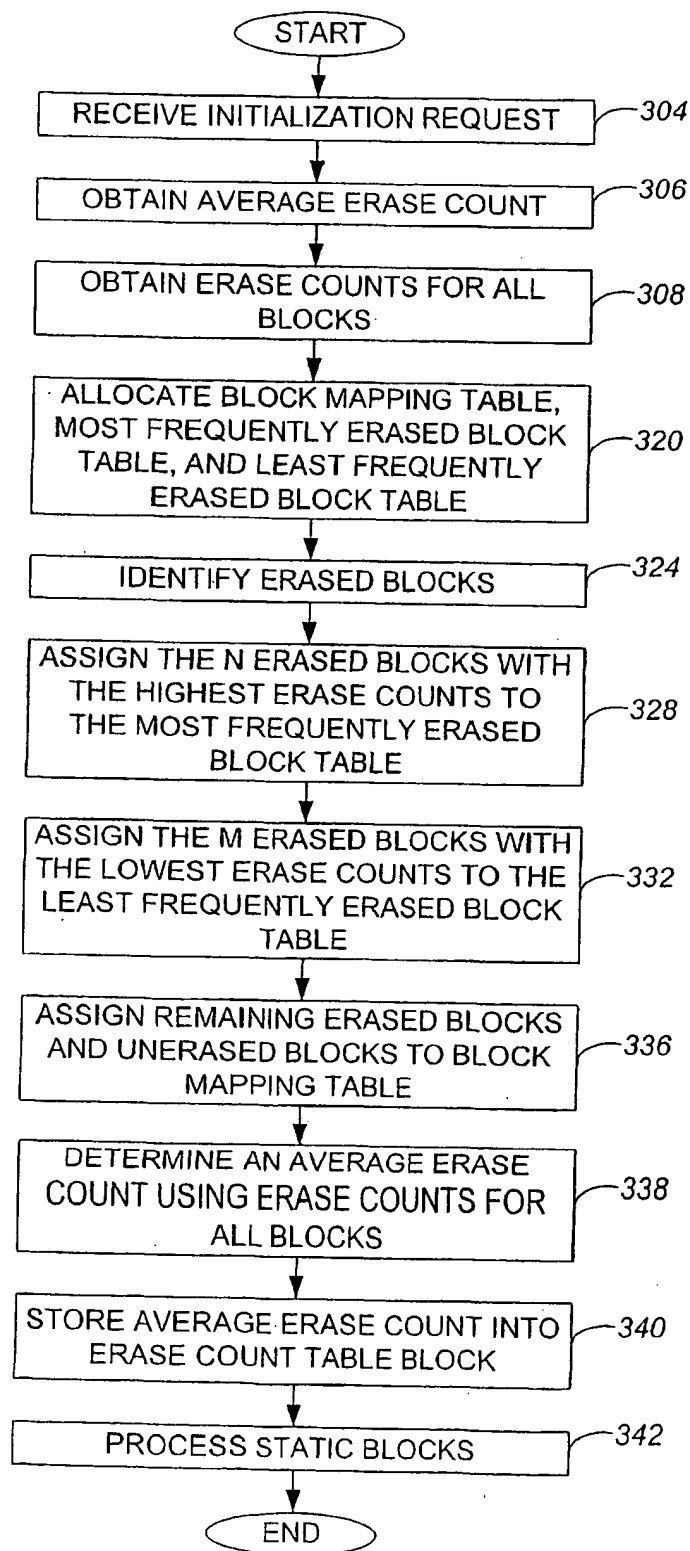 START
RECEIVE INITIALIZATION REQUEST
304
OBTAIN AVERAGE ERASE COUNT
306
OBTAIN ERASE COUNTS FOR ALL
BLOCKS
308
ALLOCATE BLOCK MAPPING TABLE,
MOST FREQUENTLY ERASED BLOCK
TABLE, AND LEAST FREQUENTLY
ERASED BLOCK TABLE
320
IDENTIFY ERASED BLOCKS
324
ASSIGN THE N ERASED BLOCKS WITH
THE HIGHEST ERASE COUNTS TO
THE MOST FREQUENTLY ERASED
BLOCK TABLE
328
ASSIGN THE M ERASED BLOCKS WITH
THE LOWEST ERASE COUNTS TO THE
LEAST FREQUENTLY ERASED BLOCK
TABLE
332
ASSIGN REMAINING ERASED BLOCKS
AND UNERASED BLOCKS TO BLOCK
MAPPING TABLE
336
DETERMINE AN AVERAGE ERASE
COUNT USING ERASE COUNTS FOR
ALL BLOCKS
338
STORE AVERAGE ERASE COUNT INTO
ERASE COUNT TABLE BLOCK
340
PROCESS STATIC BLOCKS
342
END